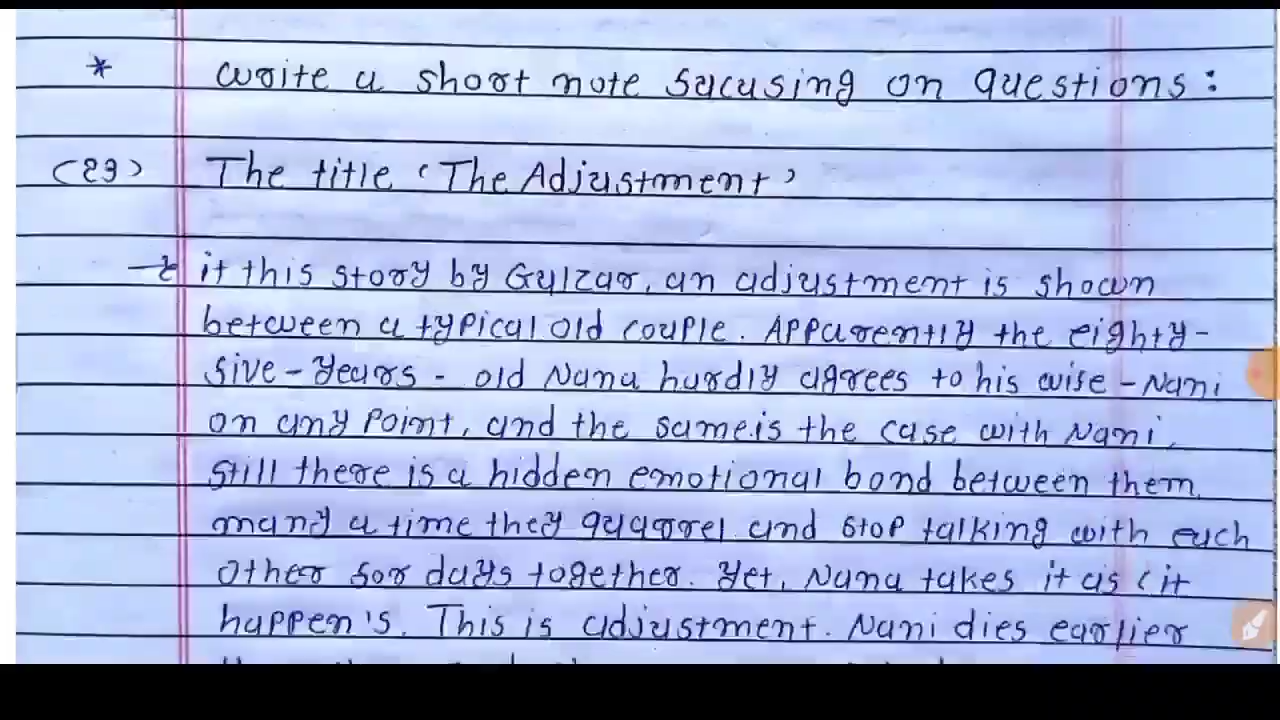 * write a short note facusing on questions:
(23) The title 'The Adjustment'
→ it this story by Gulzar, an adjustment is shown
between a typical old couple. Apparently the eighty-
five-years-old Nana hardly agrees to his wife-Nani
on any point, and the same is the case with Nani.
Still there is a hidden emotional bond between them.
many a time they quarrel and stop talking with each
other for days together. Yet, Nana takes it as 'it
happen's. This is adjustment. Nani dies earlier